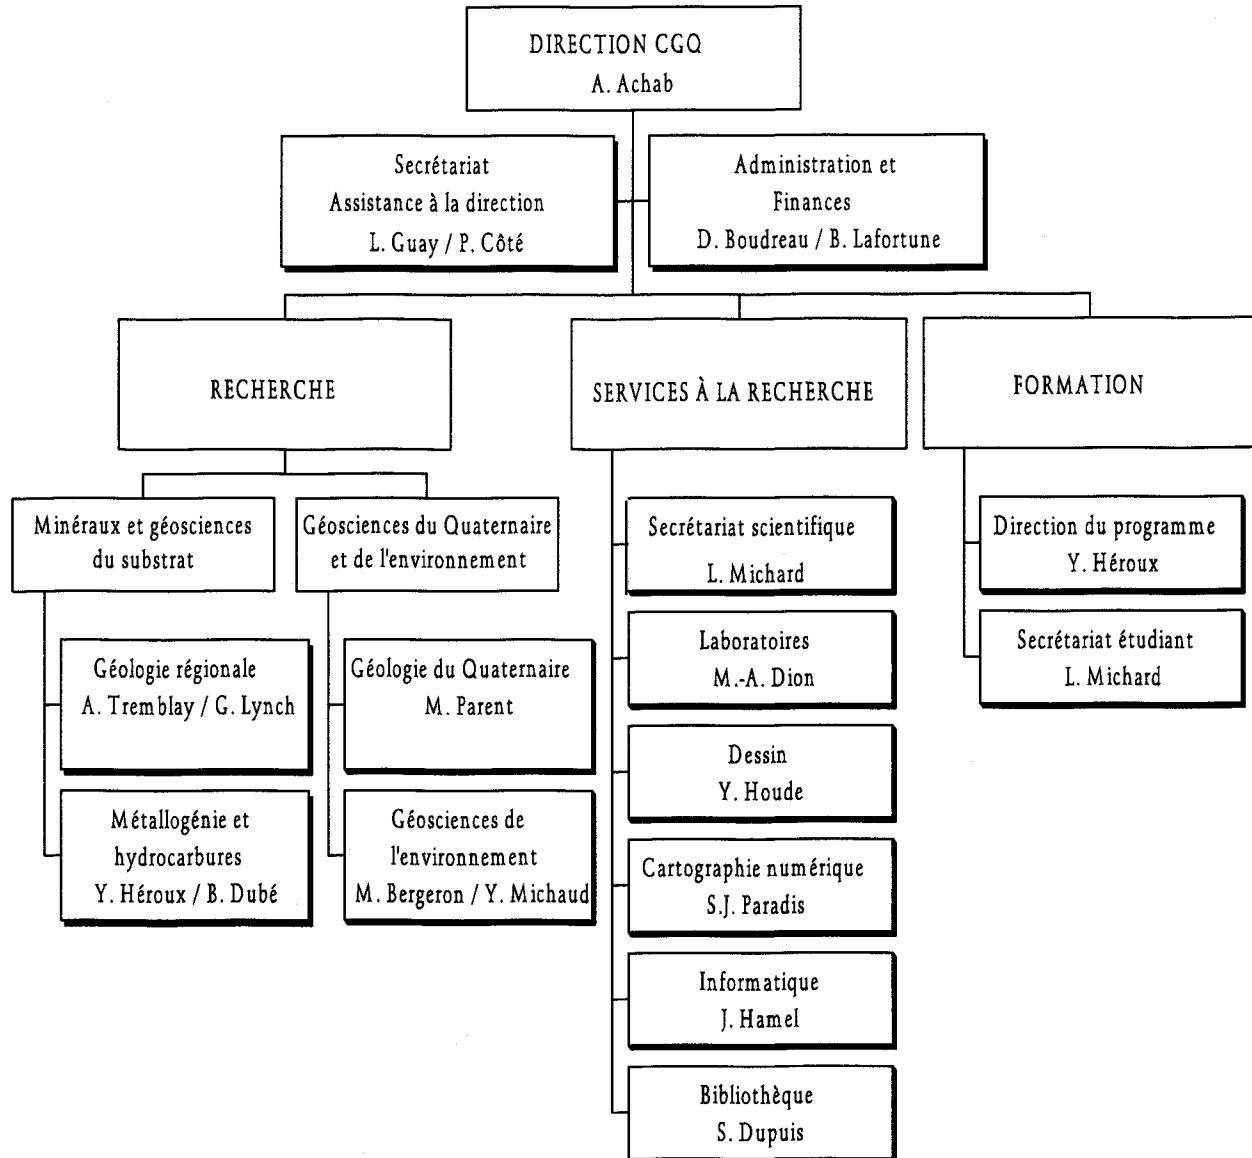 DIRECTION CGQ
A. Achab
Secrétariat
Assistance à la direction
L. Guay / P. Côté
Administration et
Finances
D. Boudreau / B. Lafortune
RECHERCHE
SERVICES À LA RECHERCHE
FORMATION
Minéraux et géosciences
du substrat
Géosciences du Quaternaire
et de l'environnement
Géologie régionale
A. Tremblay / G. Lynch
Métallogénie et
hydrocarbures
Y. Héroux / B. Dubé
Géologie du Quaternaire
M. Parent
Géosciences de
l'environnement
M. Bergeron / Y. Michaud
Secrétariat scientifique
L. Michard
Laboratoires
M.-A. Dion
Dessin
Y. Houde
Cartographie numérique
S.J. Paradis
Informatique
J. Hamel
Bibliothèque
S. Dupuis
Direction du programme
Y. Héroux
Secrétariat étudiant
L. Michard